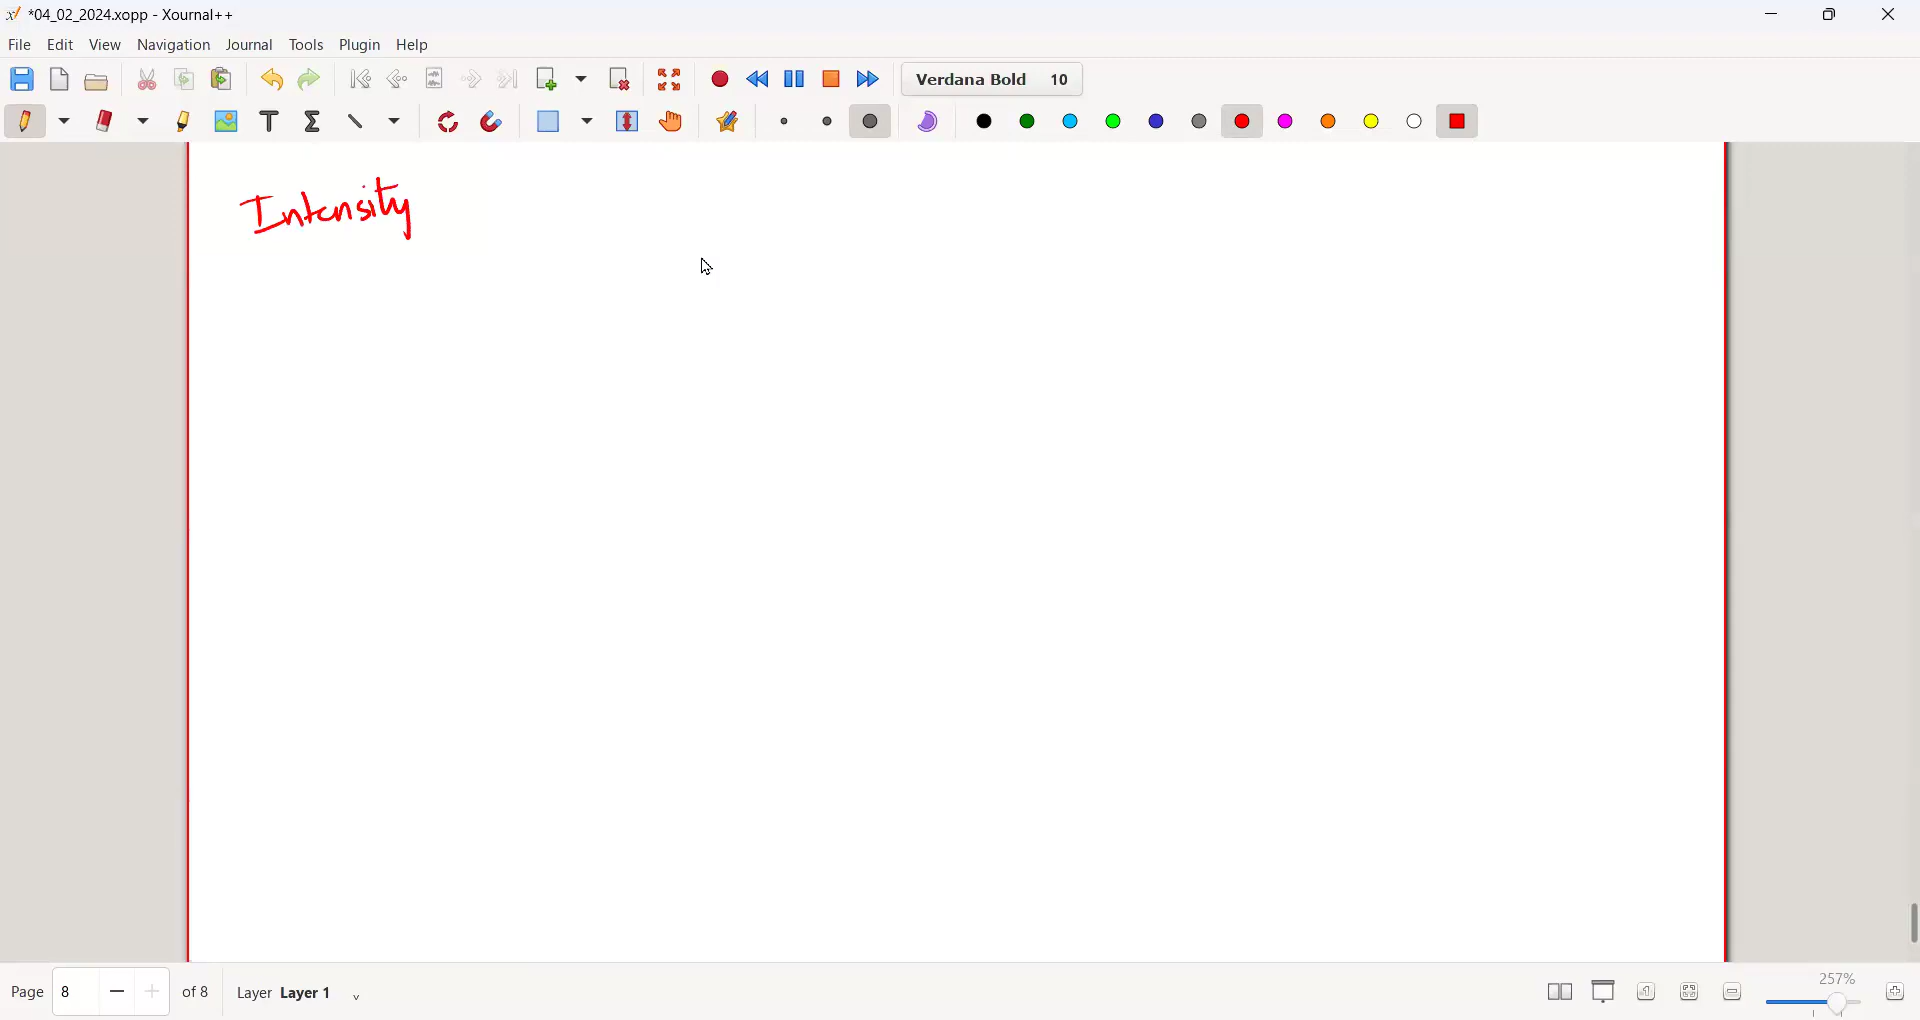 *04_02_2024.xopp - Xournal++
File Edit View Navigation Journal Tools Plugin Help
Verdana Bold 10
Intensity
Page 8 of 8 Layer Layer 1
257%